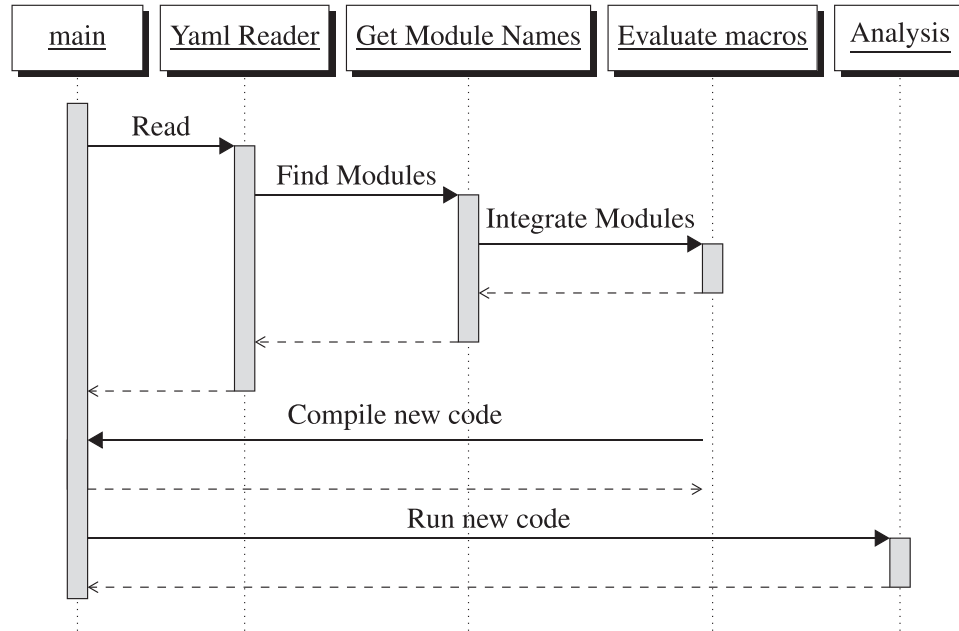 main
Yaml Reader
Get Module Names
Evaluate macros
Analysis
Read
Find Modules
Integrate Modules
Compile new code
Run new code